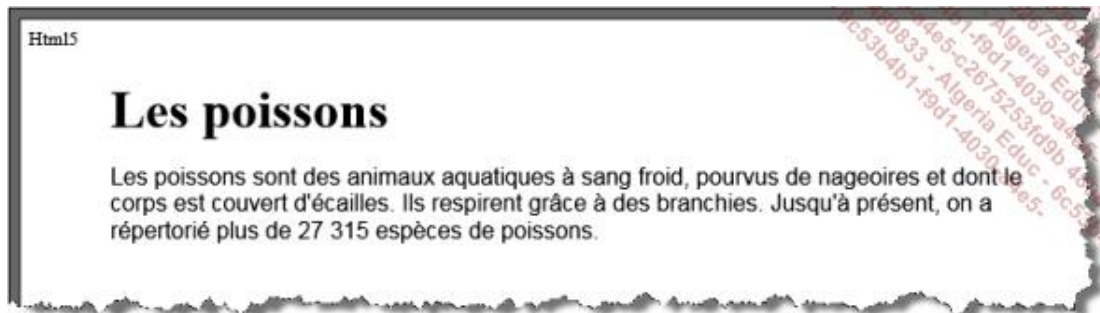 Html5
Les poissons
Les poissons sont des animaux aquatiques à sang froid, pourvus de nageoires et dont le
corps est couvert d'écailles. Ils respirent grâce à des branchies. Jusqu'à présent, on a
répertorié plus de 27 315 espèces de poissons.